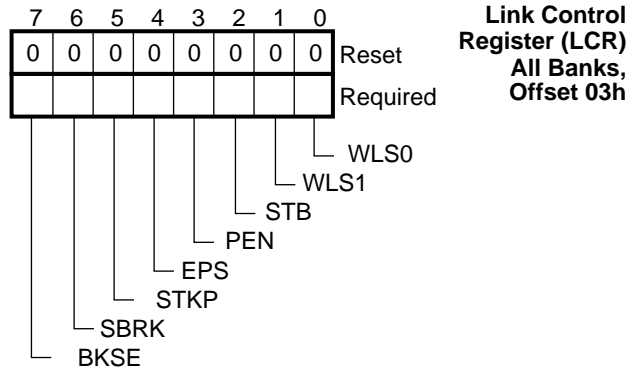 7 6 5 4 3 2 1 0
0 0 0 0 0 0 0 0 Reset
Required
Link Control
Register (LCR)
All Banks,
Offset 03h
WLS0
WLS1
STB
PEN
EPS
STKP
SBRK
BKSE